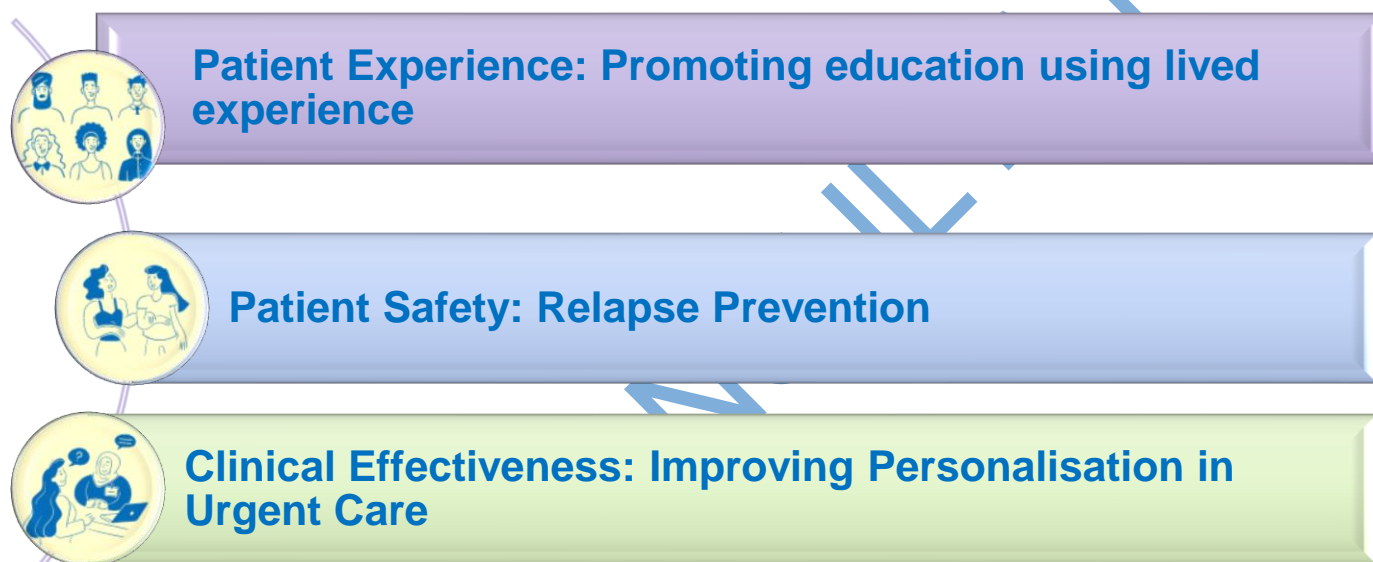 Patient Experience: Promoting education using lived
experience
Patient Safety: Relapse Prevention
Clinical Effectiveness: Improving Personalisation in
Urgent Care